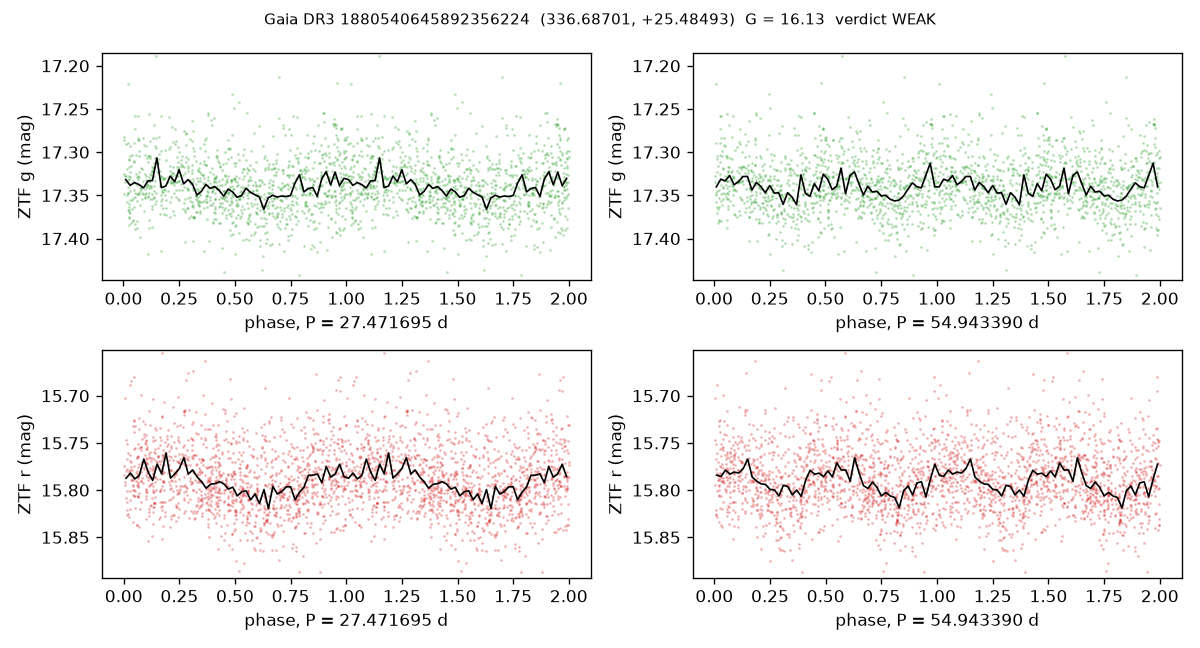 Gaia DR3 1880540645892356224 (336.68701, +25.48493) G = 16.13 verdict WEAK
17.20
17.25
17.30
17.35
17.40
ZTF g (mag)
0.00 0.25 0.50 0.75 1.00 1.25 1.50 1.75 2.00
phase, P = 27.471695 d
17.20
17.25
17.30
17.35
17.40
ZTF g (mag)
0.00 0.25 0.50 0.75 1.00 1.25 1.50 1.75 2.00
phase, P = 54.943390 d
15.70
15.75
15.80
15.85
ZTF r (mag)
0.00 0.25 0.50 0.75 1.00 1.25 1.50 1.75 2.00
phase, P = 27.471695 d
15.70
15.75
15.80
15.85
ZTF r (mag)
0.00 0.25 0.50 0.75 1.00 1.25 1.50 1.75 2.00
phase, P = 54.943390 d